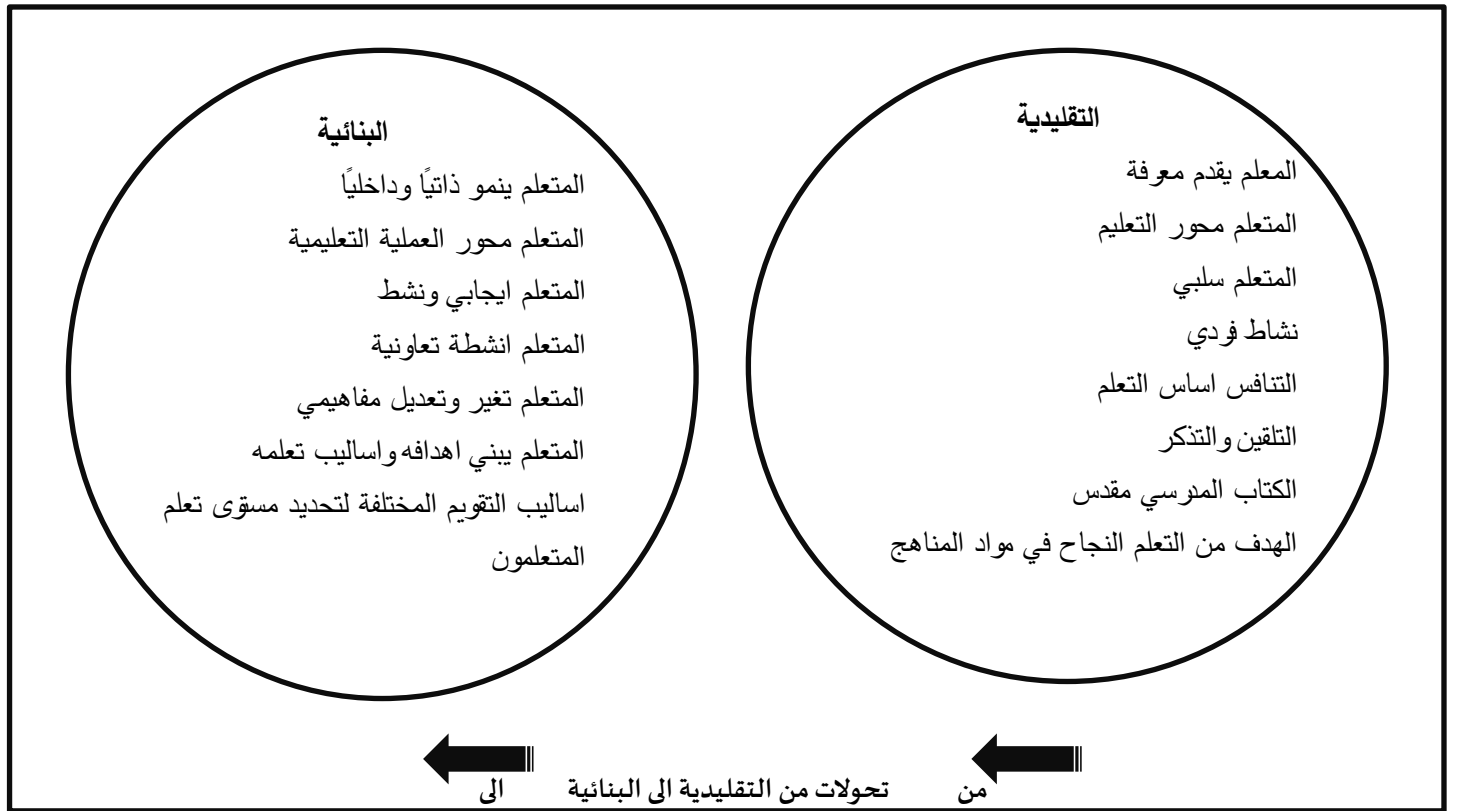 التقليدية
المعلم يقدم معرفة
المتعلم محور التعليم
المتعلم سلبي
نشاط فردي
التنافس اساس التعلم
التلقين والتذكر
الكتاب المدرسي مقدس
الهدف من التعلم النجاح في مواد المناهج
البنائية
المتعلم ينمو ذاتيًا وداخليًا
المتعلم محور العملية التعليمية
المتعلم ايجابي ونشط
المتعلم انشطة تعاونية
المتعلم تغير وتعديل مفاهيمي
المتعلم يبني اهدافه واساليب تعلمه
اساليب التقويم المختلفة لتحديد مستوى تعلم
المتعلمون
من تحولات من التقليدية الى البنائية الى